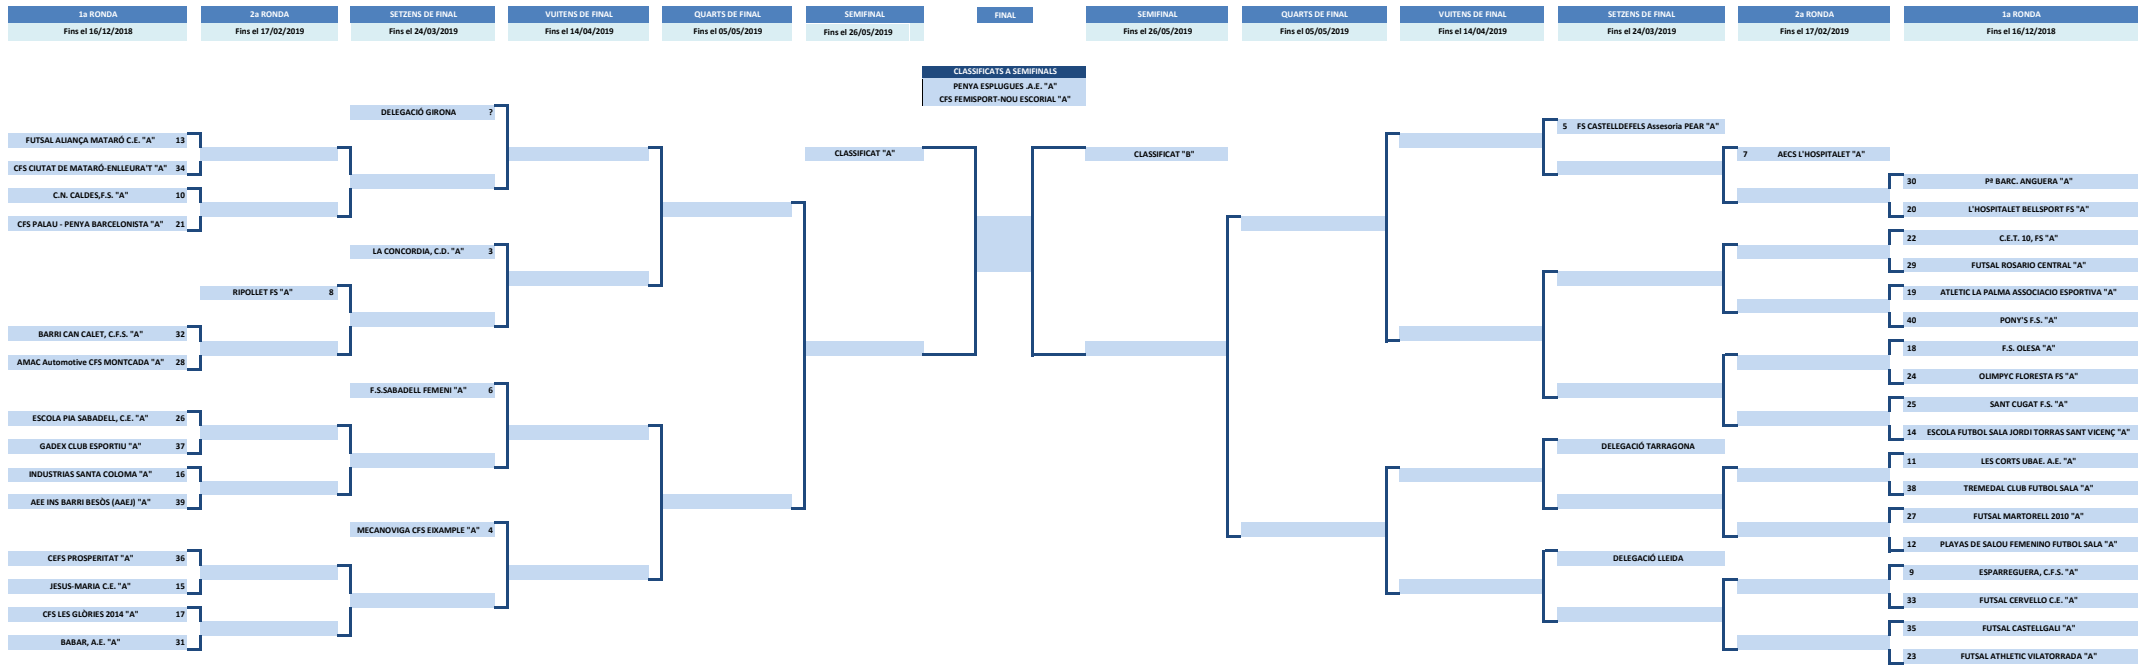 1a RONDA 2a RONDA SETZENS DE FINAL VUITENS DE FINAL QUARTS DE FINAL SEMIFINAL FINAL SEMIFINAL QUARTS DE FINAL VUITENS DE FINAL SETZENS DE FINAL 2a RONDA 1a RONDA
Fins el 16/12/2018 Fins el 17/02/2019 Fins el 24/03/2019 Fins el 14/04/2019 Fins el 05/05/2019 Fins el 26/05/2019 Fins el 26/05/2019 Fins el 05/05/2019 Fins el 14/04/2019 Fins el 24/03/2019 Fins el 17/02/2019 Fins el 16/12/2018
CLASSIFICATS A SEMIFINALS
PENYA ESPLUGUES .A.E. "A"
CFS FEMISPORT-NOU ESCORIAL "A"
DELEGACIÓ GIRONA ?
5 FS CASTELLDEFELS Assesoria PEAR "A"
FUTSAL ALIANÇA MATARÓ C.E. "A" 13
CLASSIFICAT "A" CLASSIFICAT "B" 7 AECS L'HOSPITALET "A"
CFS CIUTAT DE MATARÓ-ENLLEURA'T "A" 34
30 Pª BARC. ANGUERA "A"
C.N. CALDES,F.S. "A" 10
20 L'HOSPITALET BELLSPORT FS "A"
CFS PALAU - PENYA BARCELONISTA "A" 21
22 C.E.T. 10, FS "A"
LA CONCORDIA, C.D. "A" 3
29 FUTSAL ROSARIO CENTRAL "A"
RIPOLLET FS "A" 8 19 ATLETIC LA PALMA ASSOCIACIO ESPORTIVA "A"
40 PONY'S F.S. "A"
BARRI CAN CALET, C.F.S. "A" 32
18 F.S. OLESA "A"
AMAC Automotive CFS MONTCADA "A" 28
24 OLIMPYC FLORESTA FS "A"
F.S.SABADELL FEMENI "A" 6
25 SANT CUGAT F.S. "A"
ESCOLA PIA SABADELL, C.E. "A" 26
14 ESCOLA FUTBOL SALA JORDI TORRAS SANT VICENÇ "A"
GADEX CLUB ESPORTIU "A" 37 DELEGACIÓ TARRAGONA
11 LES CORTS UBAE. A.E. "A"
INDUSTRIAS SANTA COLOMA "A" 16
38 TREMEDAL CLUB FUTBOL SALA "A"
AEE INS BARRI BESÒS (AAEJ) "A" 39
27 FUTSAL MARTORELL 2010 "A"
MECANOVIGA CFS EIXAMPLE "A" 4
12 PLAYAS DE SALOU FEMENINO FUTBOL SALA "A"
CEFS PROSPERITAT "A" 36 DELEGACIÓ LLEIDA
9 ESPARREGUERA, C.F.S. "A"
JESUS-MARIA C.E. "A" 15
33 FUTSAL CERVELLO C.E. "A"
CFS LES GLÒRIES 2014 "A" 17
35 FUTSAL CASTELLGALI "A"
BABAR, A.E. "A" 31
23 FUTSAL ATHLETIC VILATORRADA "A"